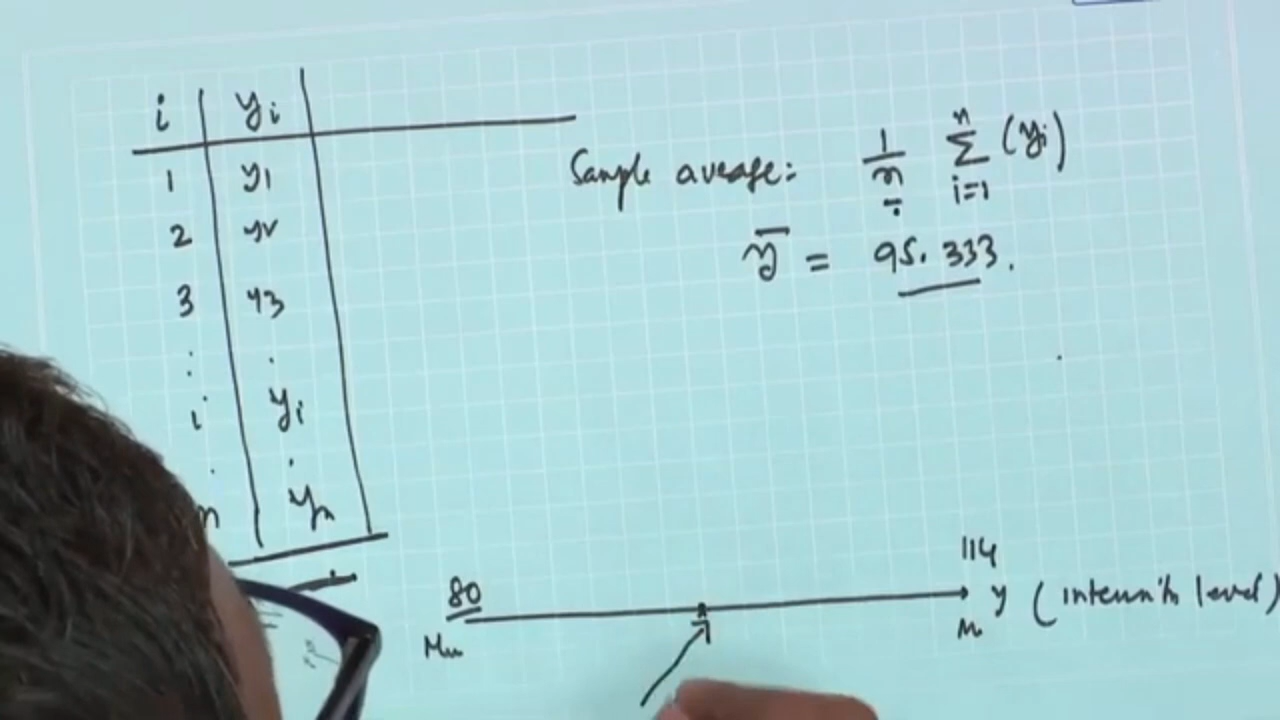 i yi
1 y1
2 y2
3 y3
i yi
n yn
Sample average: 1/n n Σ i=1 (yi)
ȳ = 95.333.
80 114
y (intensity level)